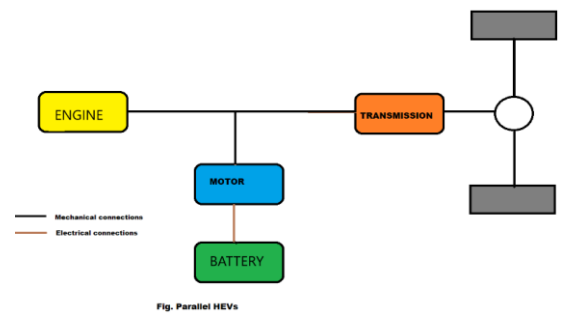 ENGINE
TRANSMISSION
MOTOR
Mechanical connections
Electrical connections
BATTERY
Fig. Parallel HEVs